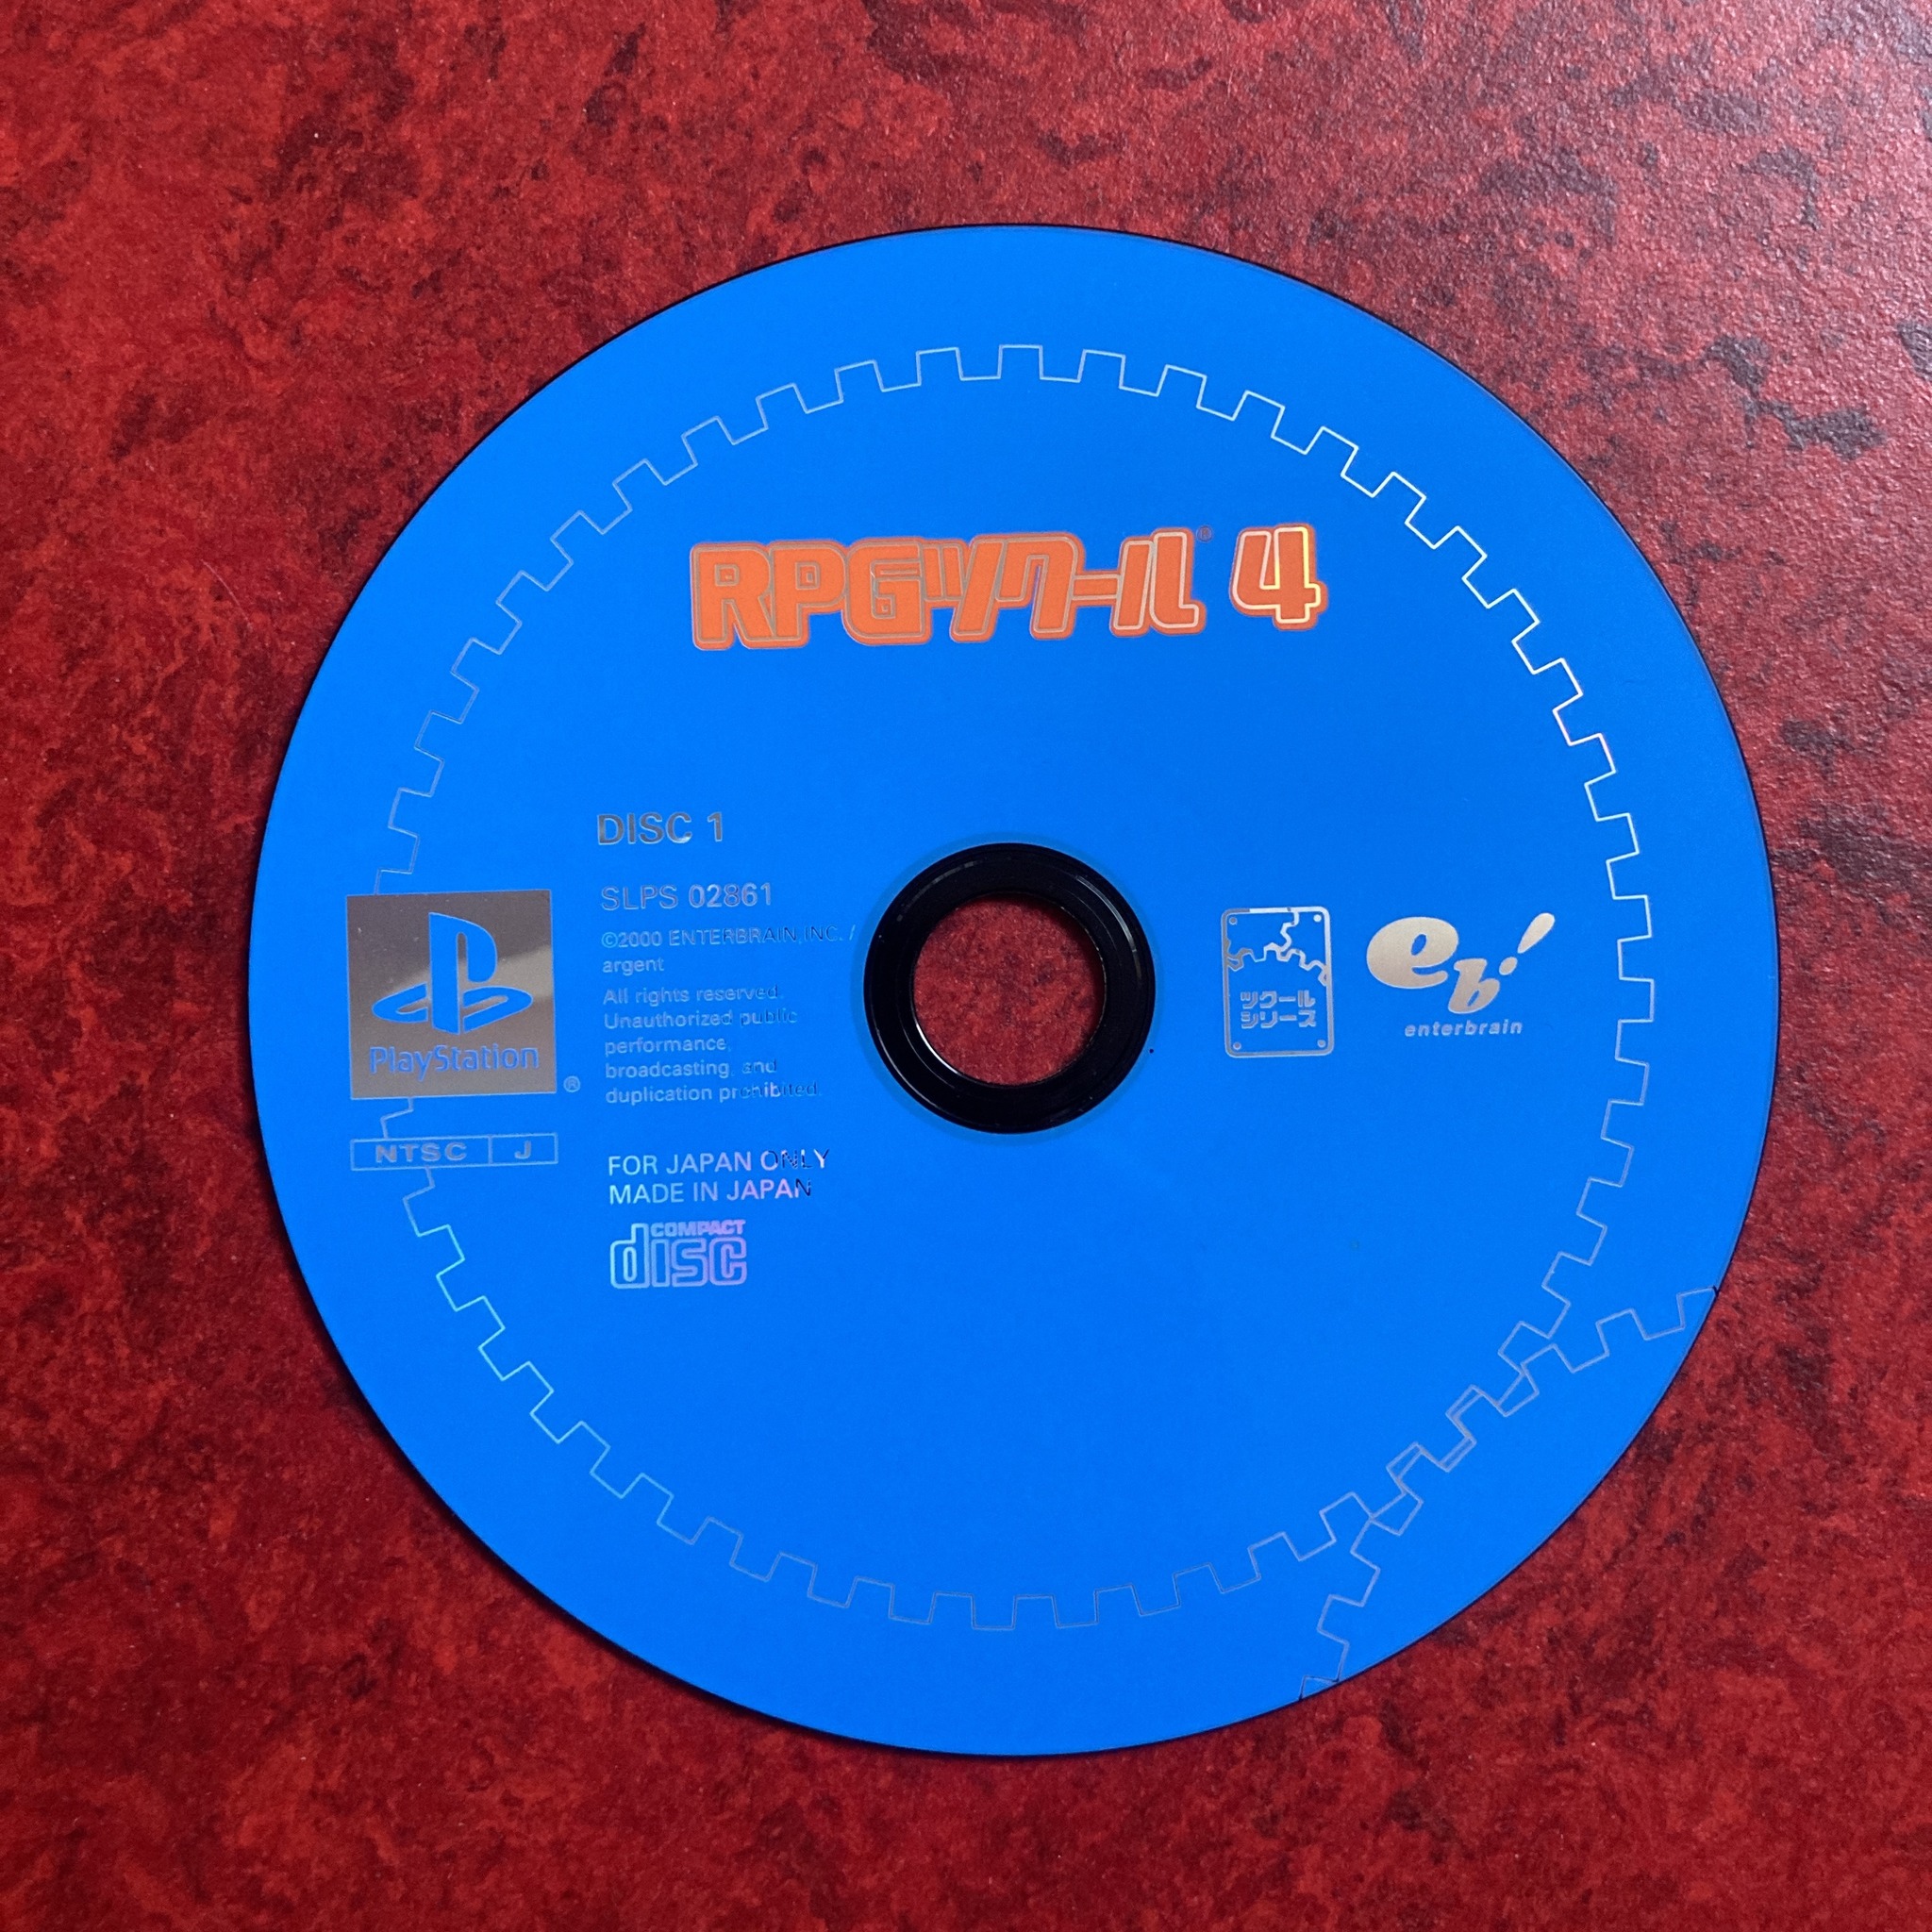 RPGツクール® 4
DISC 1
SLPS 02861
©2000 ENTERBRAIN,INC. /
argent
All rights reserved.
Unauthorized public
performance,
broadcasting, and
duplication prohibited.
PlayStation
®
NTSC J
FOR JAPAN ONLY
MADE IN JAPAN
COMPACT
disc
ツクール
シリーズ
eb!
enterbrain